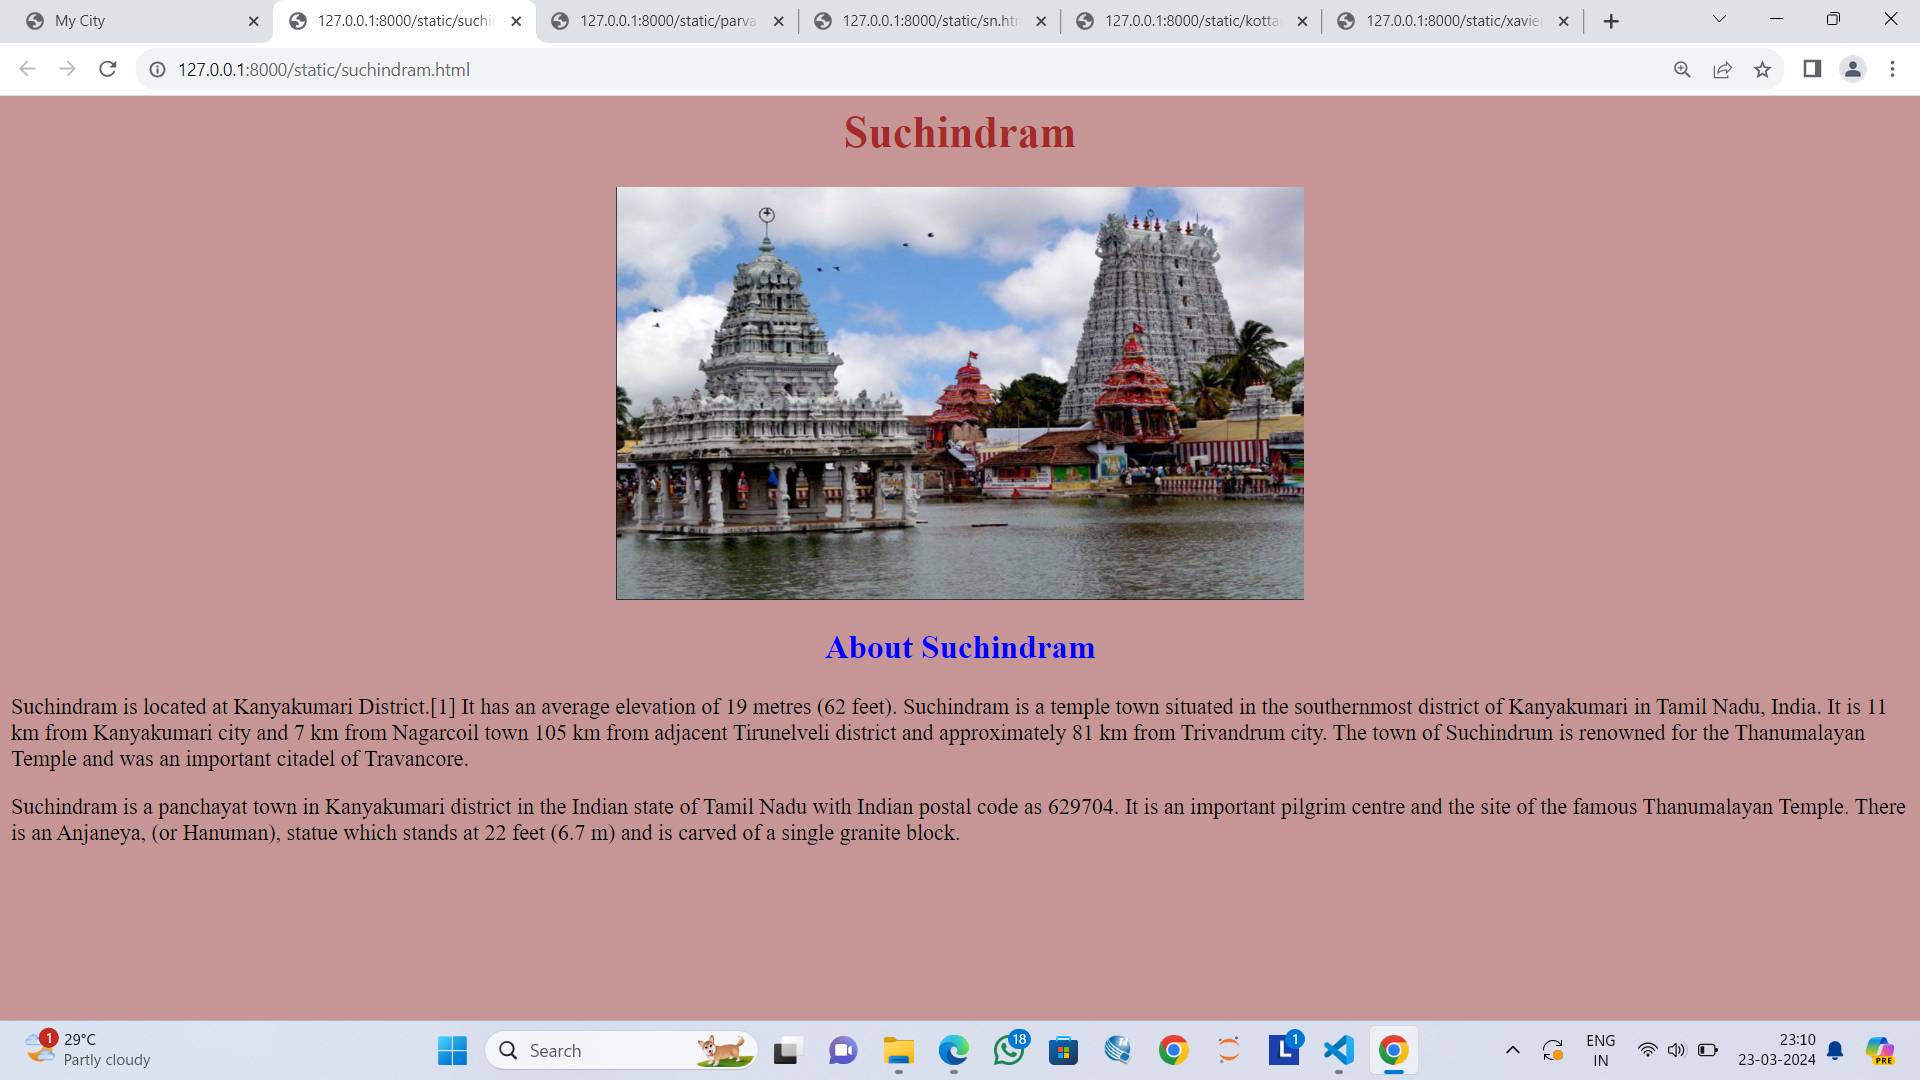 My City
127.0.0.1:8000/static/suchin
127.0.0.1:8000/static/parva
127.0.0.1:8000/static/sn.htm
127.0.0.1:8000/static/kotta
127.0.0.1:8000/static/xavie
127.0.0.1:8000/static/suchindram.html
Suchindram
About Suchindram
Suchindram is located at Kanyakumari District.[1] It has an average elevation of 19 metres (62 feet). Suchindram is a temple town situated in the southernmost district of Kanyakumari in Tamil Nadu, India. It is 11
km from Kanyakumari city and 7 km from Nagarcoil town 105 km from adjacent Tirunelveli district and approximately 81 km from Trivandrum city. The town of Suchindrum is renowned for the Thanumalayan
Temple and was an important citadel of Travancore.
Suchindram is a panchayat town in Kanyakumari district in the Indian state of Tamil Nadu with Indian postal code as 629704. It is an important pilgrim centre and the site of the famous Thanumalayan Temple. There
is an Anjaneya, (or Hanuman), statue which stands at 22 feet (6.7 m) and is carved of a single granite block.
1
29°C
Partly cloudy
Search
18
L
1
ENG
IN
23:10
23-03-2024
PRE